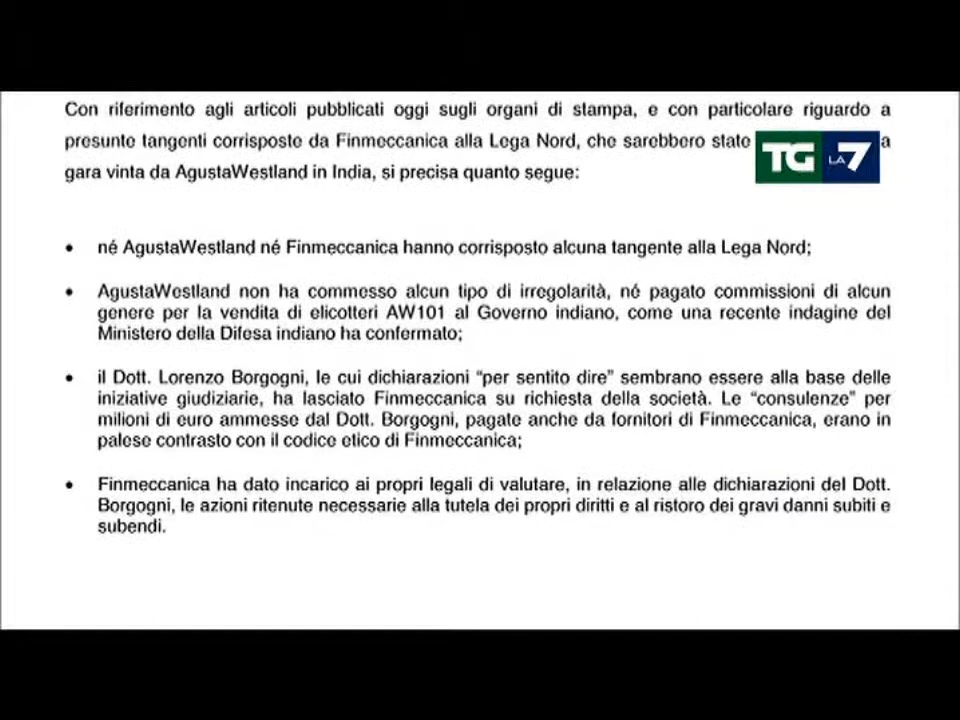 Con riferimento agli articoli pubblicati oggi sugli organi di stampa, e con particolare riguardo a
presunte tangenti corrisposte da Finmeccanica alla Lega Nord, che sarebbero state a
TG LA7
gara vinta da AgustaWestland in India, si precisa quanto segue:
• né AgustaWestland né Finmeccanica hanno corrisposto alcuna tangente alla Lega Nord;
• AgustaWestland non ha commesso alcun tipo di irregolarità, né pagato commissioni di alcun
genere per la vendita di elicotteri AW101 al Governo indiano, come una recente indagine del
Ministero della Difesa indiano ha confermato;
• il Dott. Lorenzo Borgogni, le cui dichiarazioni “per sentito dire” sembrano essere alla base delle
iniziative giudiziarie, ha lasciato Finmeccanica su richiesta della società. Le “consulenze” per
milioni di euro ammesse dal Dott. Borgogni, pagate anche da fornitori di Finmeccanica, erano in
palese contrasto con il codice etico di Finmeccanica;
• Finmeccanica ha dato incarico ai propri legali di valutare, in relazione alle dichiarazioni del Dott.
Borgogni, le azioni ritenute necessarie alla tutela dei propri diritti e al ristoro dei gravi danni subiti e
subendi.